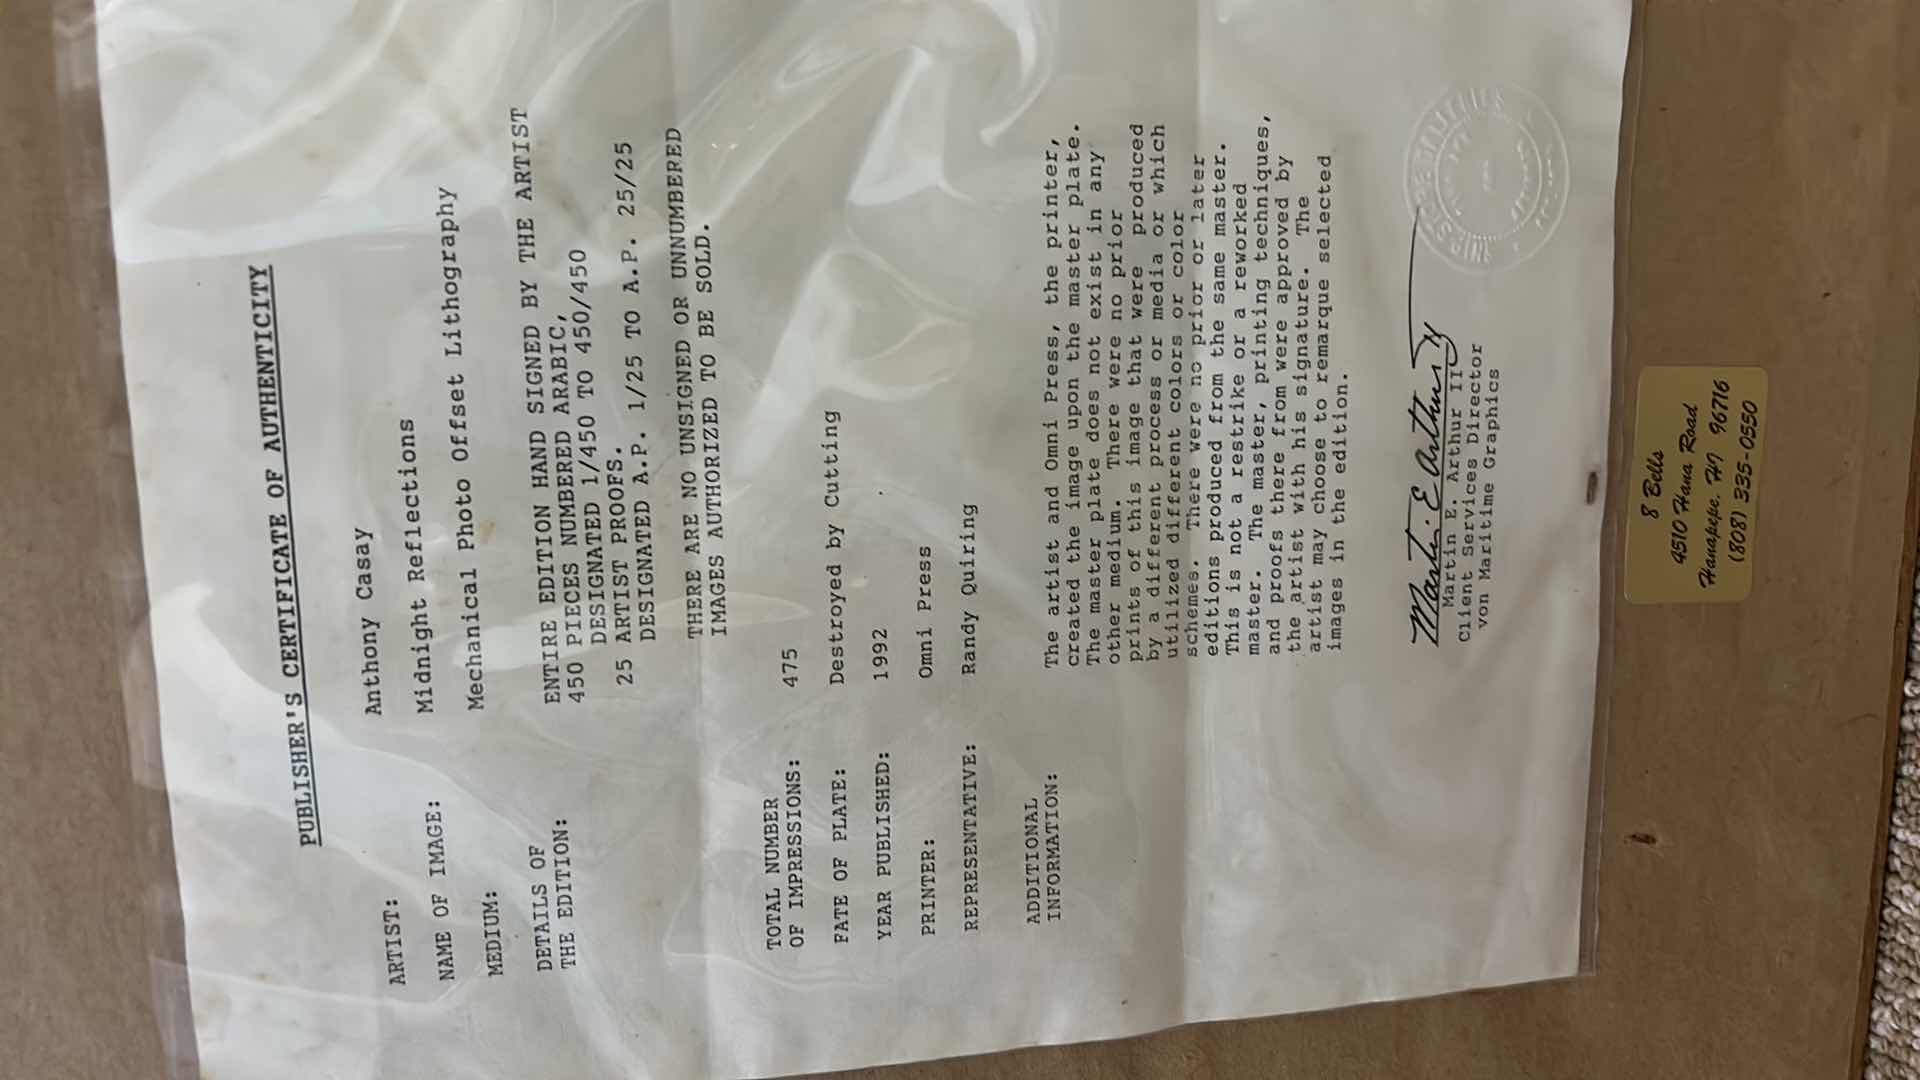 PUBLISHER'S CERTIFICATE OF AUTHENTICITY
ARTIST: Anthony Casay
NAME OF IMAGE: Midnight Reflections
MEDIUM: Mechanical Photo Offset Lithography
DETAILS OF
THE EDITION:
ENTIRE EDITION HAND SIGNED BY THE ARTIST
450 PIECES NUMBERED ARABIC,
DESIGNATED 1/450 TO 450/450
25 ARTIST PROOFS.
DESIGNATED A.P. 1/25 TO A.P. 25/25
THERE ARE NO UNSIGNED OR UNNUMBERED
IMAGES AUTHORIZED TO BE SOLD.
TOTAL NUMBER
OF IMPRESSIONS: 475
FATE OF PLATE: Destroyed by Cutting
YEAR PUBLISHED: 1992
PRINTER: Omni Press
REPRESENTATIVE: Randy Quiring
ADDITIONAL
INFORMATION:
The artist and Omni Press, the printer,
created the image upon the master plate.
The master plate does not exist in any
other medium. There were no prior
prints of this image that were produced
by a different process or media or which
utilized different colors or color
schemes. There were no prior or later
editions produced from the same master.
This is not a restrike or a reworked
master. The master, printing techniques,
and proofs there from were approved by
the artist with his signature. The
artist may choose to remarque selected
images in the edition.
Martin E Arthur II
Martin E. Arthur II
Client Services Director
von Maritime Graphics
8 Bells
4510 Hana Road
Hanapepe, HI 96716
(808) 335-0550